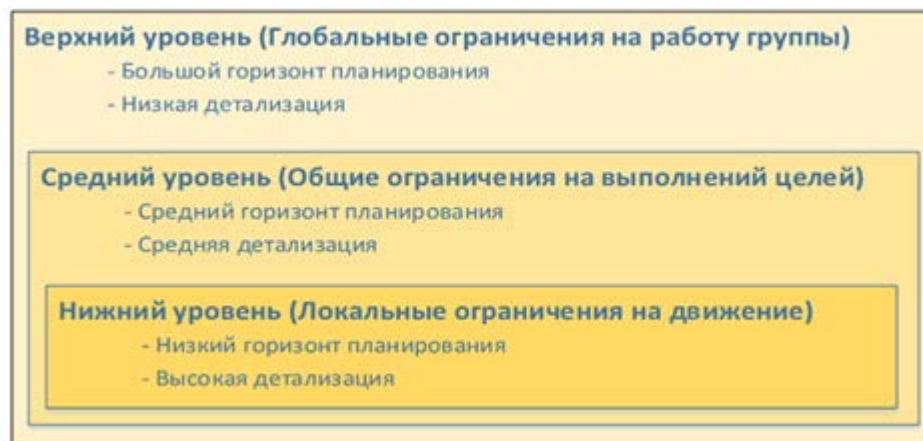 Верхний уровень (Глобальные ограничения на работу группы)
- Большой горизонт планирования
- Низкая детализация
Средний уровень (Общие ограничения на выполнений целей)
- Средний горизонт планирования
- Средняя детализация
Нижний уровень (Локальные ограничения на движение)
- Низкий горизонт планирования
- Высокая детализация